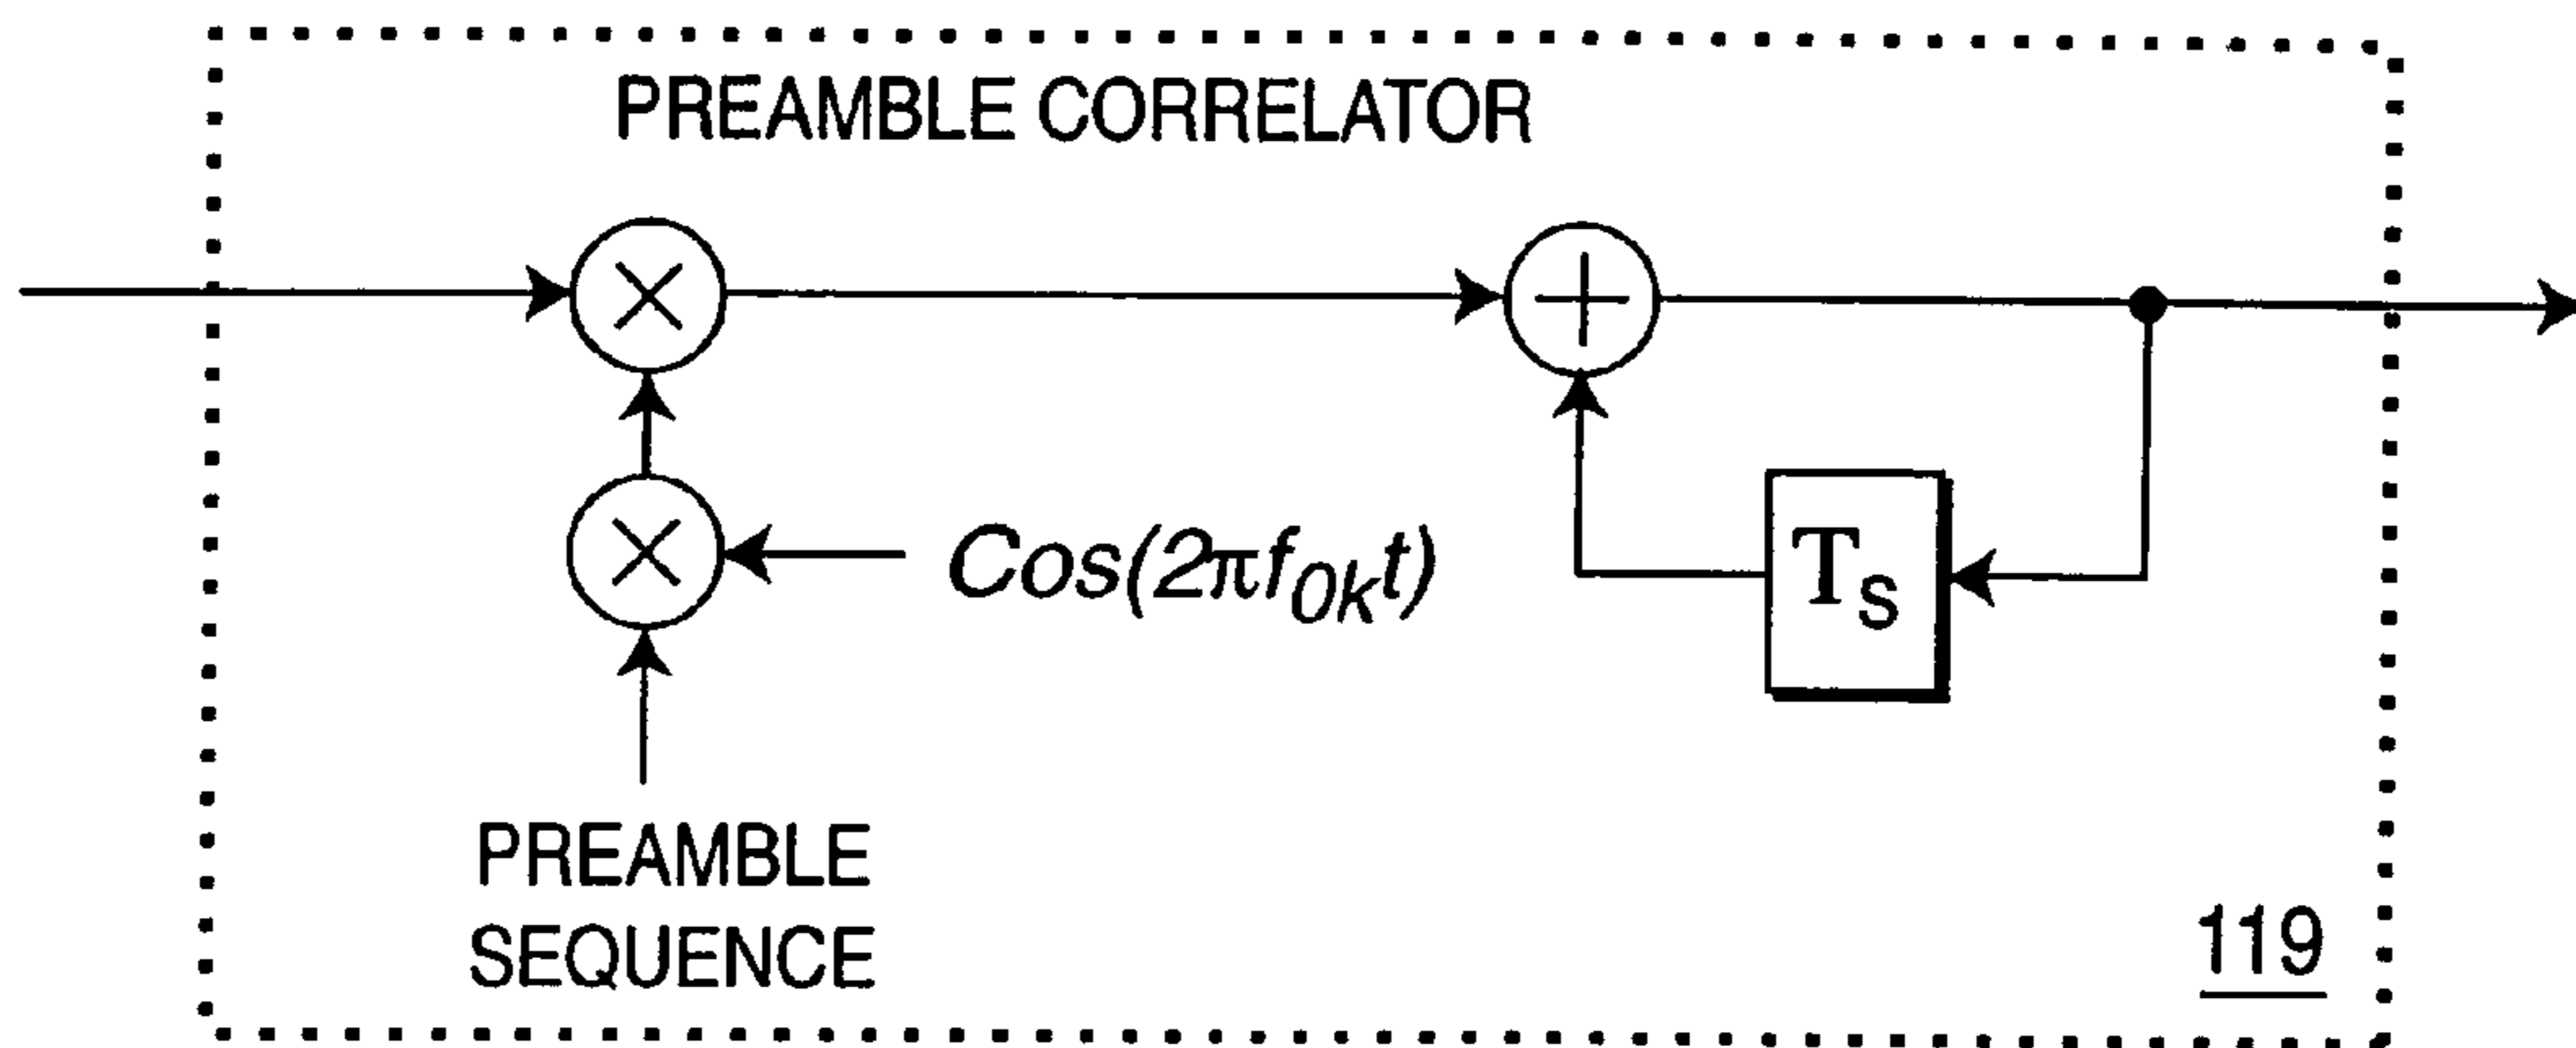 PREAMBLE CORRELATOR
Cos(2πf0kt)
Ts
PREAMBLE
SEQUENCE
119